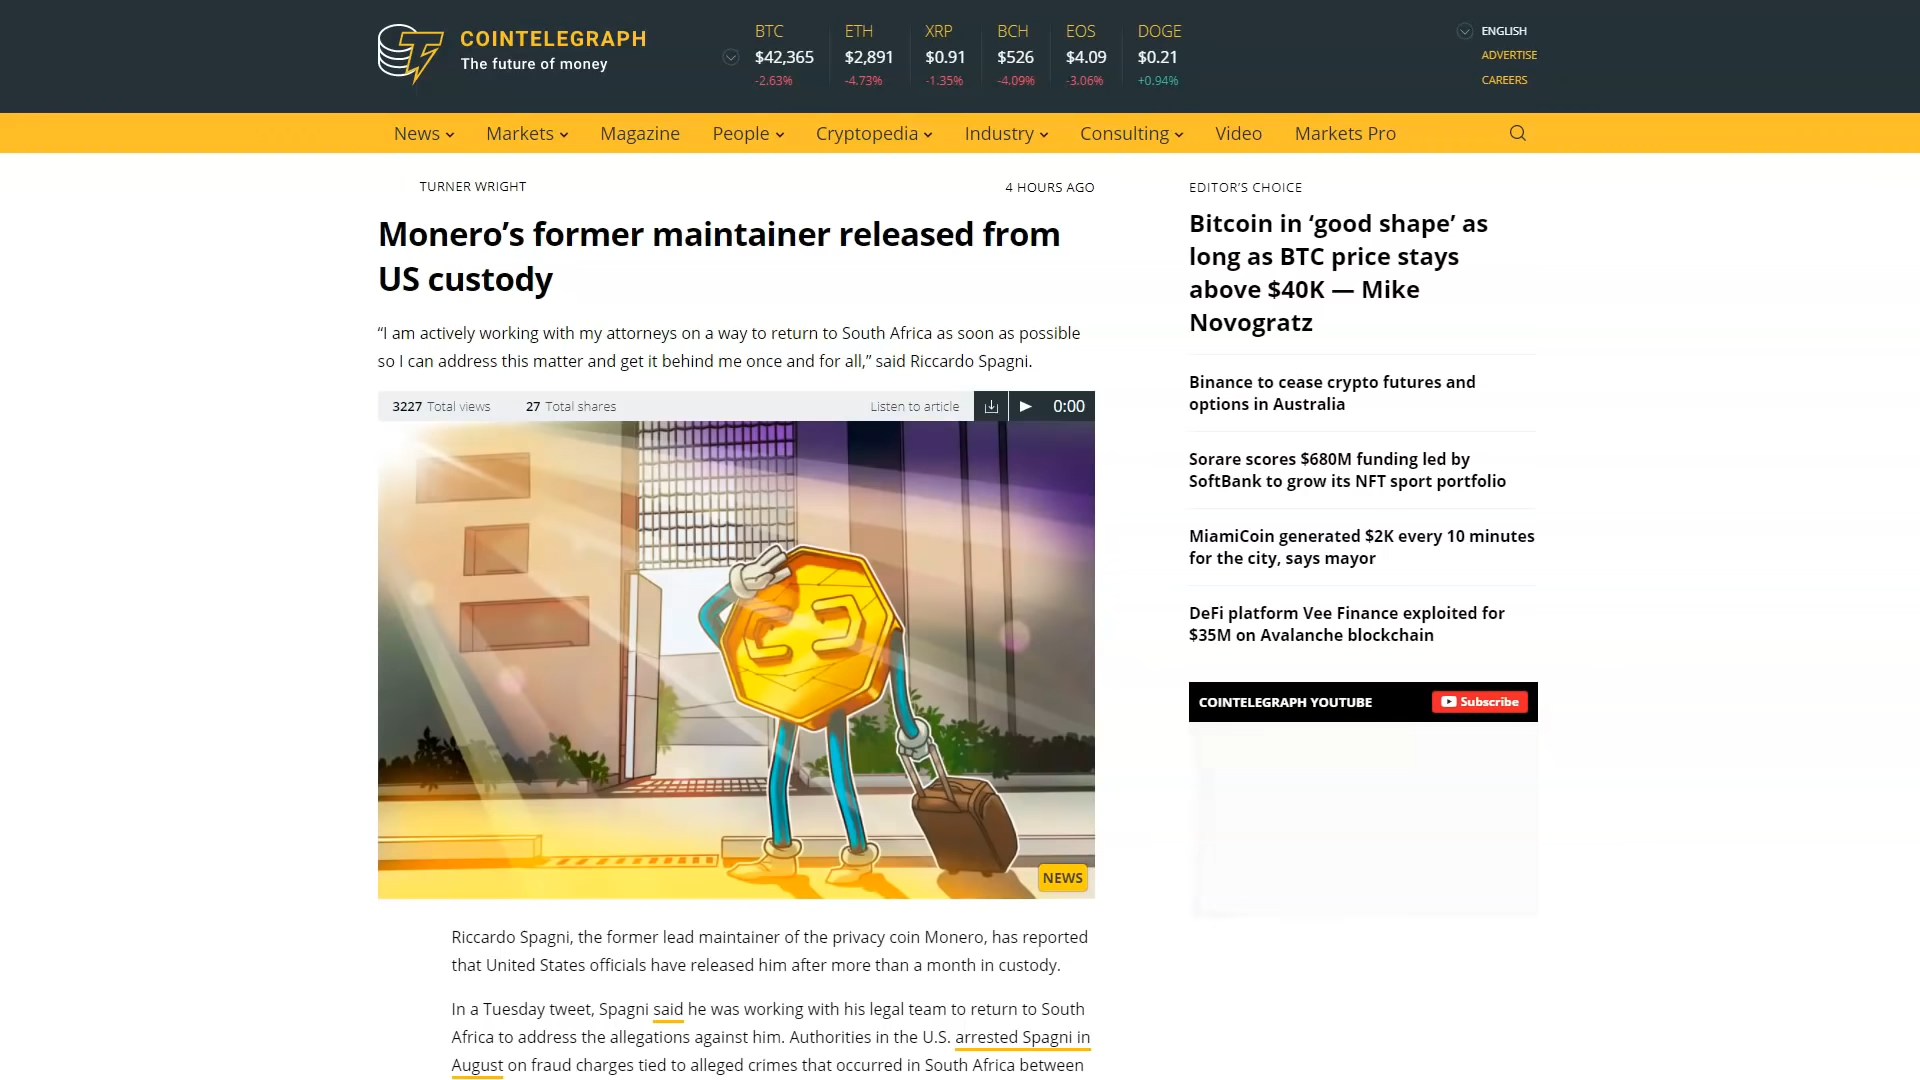 COINTELEGRAPH
The future of money
BTC
$42,365
-2.63%
ETH
$2,891
-4.73%
XRP
$0.91
-1.35%
BCH
$526
-4.09%
EOS
$4.09
-3.06%
DOGE
$0.21
+0.94%
ENGLISH
ADVERTISE
CAREERS
News Markets Magazine People Cryptopedia Industry Consulting Video Markets Pro
TURNER WRIGHT
4 HOURS AGO
Monero’s former maintainer released from
US custody
“I am actively working with my attorneys on a way to return to South Africa as soon as possible
so I can address this matter and get it behind me once and for all,” said Riccardo Spagni.
3227 Total views
27 Total shares
Listen to article
0:00
NEWS
Riccardo Spagni, the former lead maintainer of the privacy coin Monero, has reported
that United States officials have released him after more than a month in custody.
In a Tuesday tweet, Spagni said he was working with his legal team to return to South
Africa to address the allegations against him. Authorities in the U.S. arrested Spagni in
August on fraud charges tied to alleged crimes that occurred in South Africa between
EDITOR’S CHOICE
Bitcoin in ‘good shape’ as
long as BTC price stays
above $40K — Mike
Novogratz
Binance to cease crypto futures and
options in Australia
Sorare scores $680M funding led by
SoftBank to grow its NFT sport portfolio
MiamiCoin generated $2K every 10 minutes
for the city, says mayor
DeFi platform Vee Finance exploited for
$35M on Avalanche blockchain
COINTELEGRAPH YOUTUBE
Subscribe